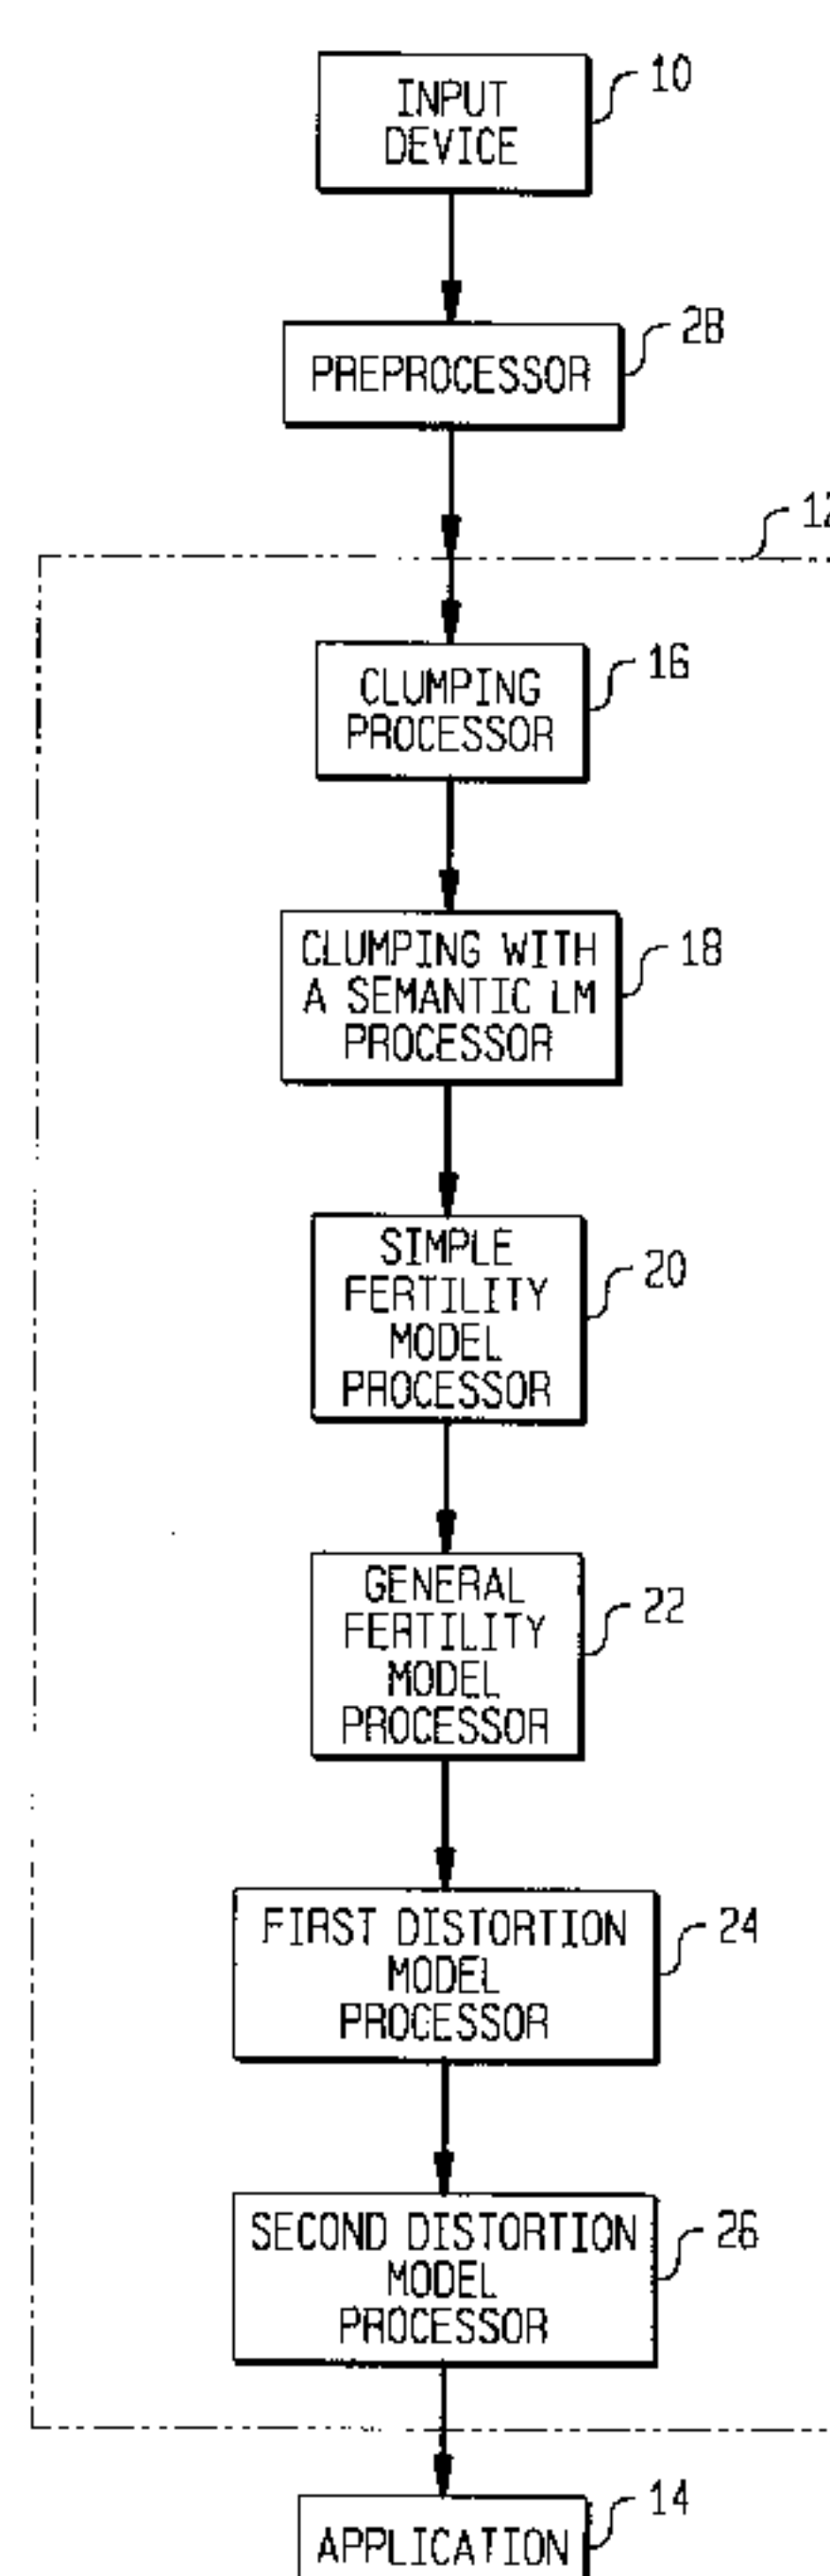 INPUT
DEVICE
10
PREPROCESSOR
28
CLUMPING
PROCESSOR
16
CLUMPING WITH
A SEMANTIC LM
PROCESSOR
18
SIMPLE
FERTILITY
MODEL
PROCESSOR
20
GENERAL
FERTILITY
MODEL
PROCESSOR
22
FIRST DISTORTION
MODEL
PROCESSOR
24
SECOND DISTORTION
MODEL
PROCESSOR
26
APPLICATION
14